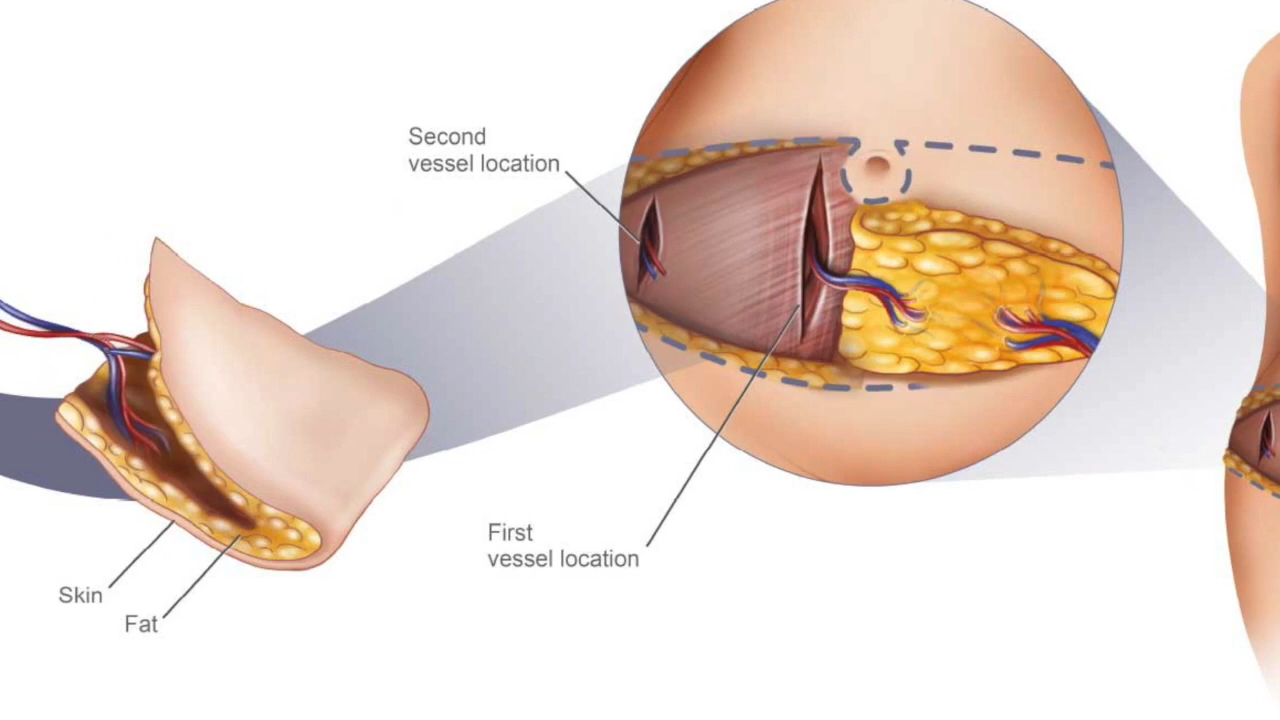 Second
vessel location
First
vessel location
Skin
Fat